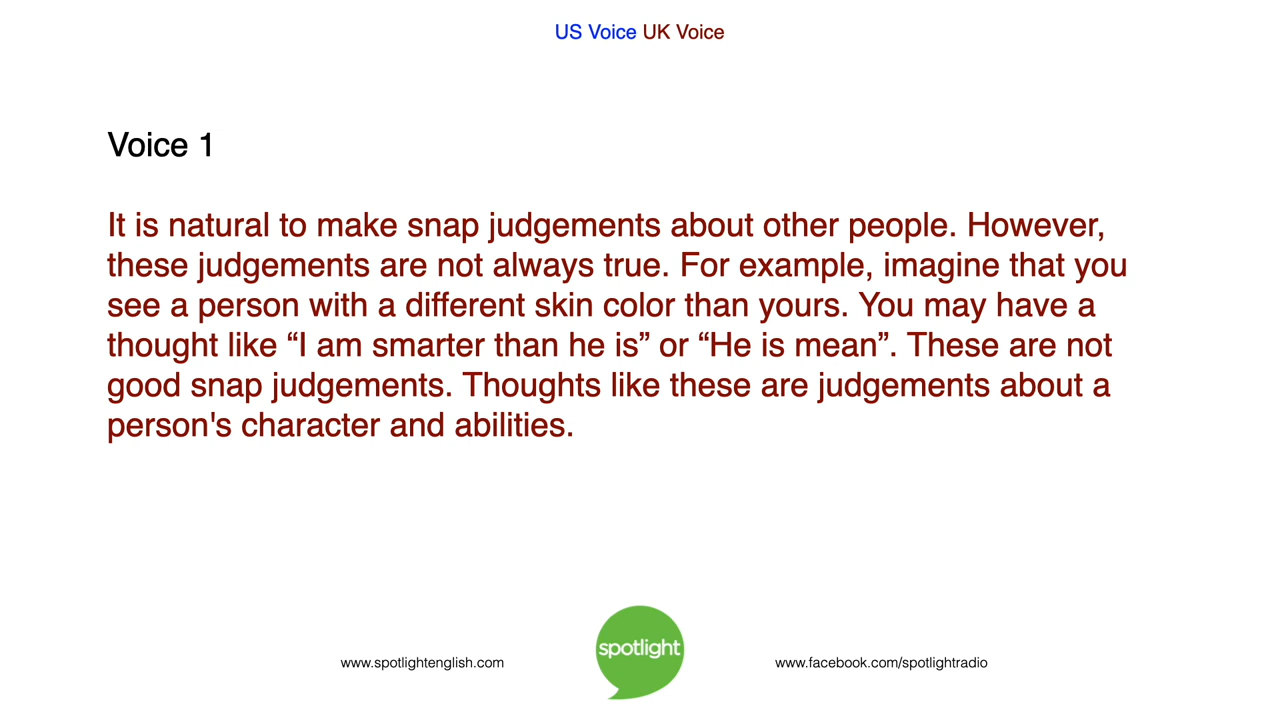 US Voice UK Voice
Voice 1
It is natural to make snap judgements about other people. However,
these judgements are not always true. For example, imagine that you
see a person with a different skin color than yours. You may have a
thought like “I am smarter than he is” or “He is mean”. These are not
good snap judgements. Thoughts like these are judgements about a
person's character and abilities.
spotlight
www.spotlightenglish.com
www.facebook.com/spotlightradio